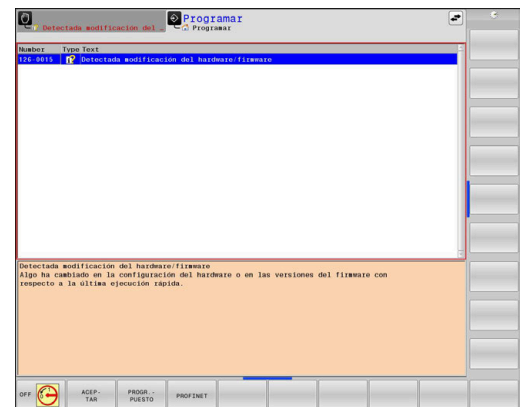 Programar
Detectada modificación del …
Programar
Number Type Text
126-0015 Detectada modificación del hardware/firmware
Detectada modificación del hardware/firmware
Algo ha cambiado en la configuración del hardware o en las versiones del firmware con
respecto a la última ejecución rápida.
OFF
ACEP-
TAR
PROGR.-
PUESTO
PROFINET